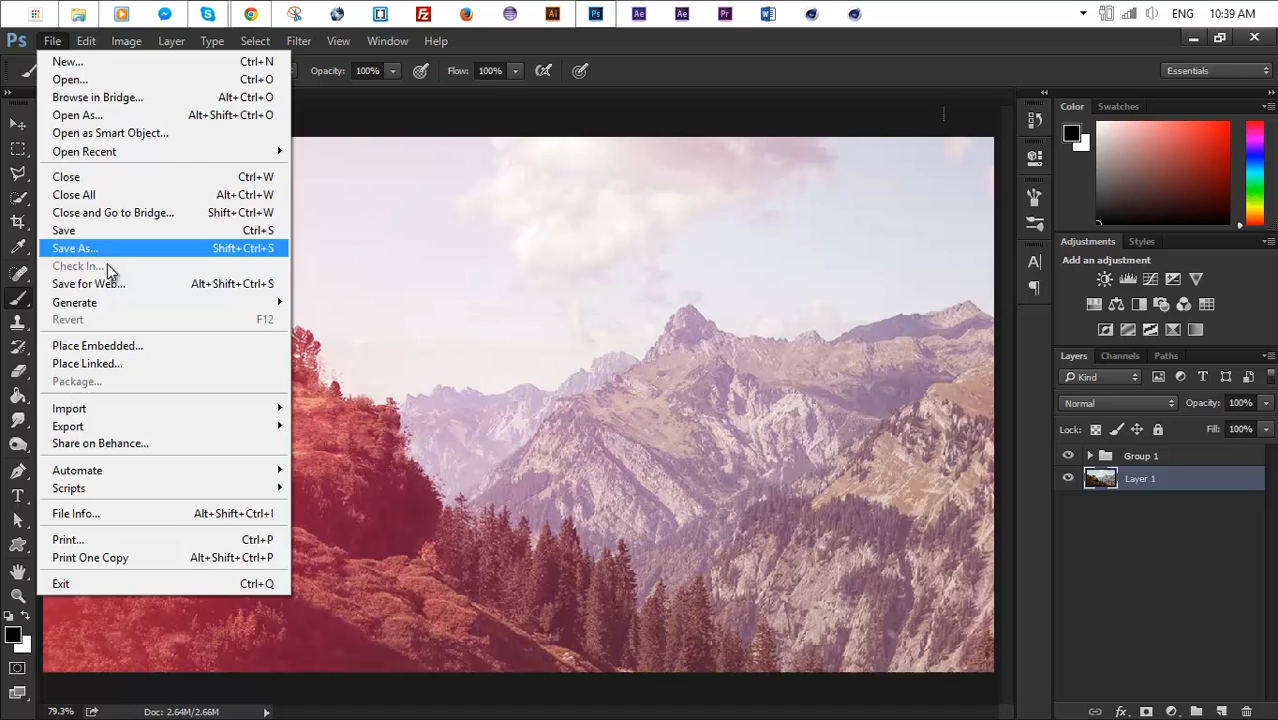 ENG 10:39 AM
Ps File Edit Image Layer Type Select Filter View Window Help
Opacity: 100% Flow: 100% Essentials
New... Ctrl+N
Open... Ctrl+O
Browse in Bridge... Alt+Ctrl+O
Open As... Alt+Shift+Ctrl+O
Open as Smart Object...
Open Recent
Close Ctrl+W
Close All Alt+Ctrl+W
Close and Go to Bridge... Shift+Ctrl+W
Save Ctrl+S
Save As... Shift+Ctrl+S
Check In...
Save for Web... Alt+Shift+Ctrl+S
Generate
Revert F12
Place Embedded...
Place Linked...
Package...
Import
Export
Share on Behance...
Automate
Scripts
File Info... Alt+Shift+Ctrl+I
Print... Ctrl+P
Print One Copy Alt+Shift+Ctrl+P
Exit Ctrl+Q
Color Swatches
Adjustments Styles
Add an adjustment
Layers Channels Paths
Kind
Normal Opacity: 100%
Lock: Fill: 100%
Group 1
Layer 1
79.3% Doc: 2.64M/2.66M